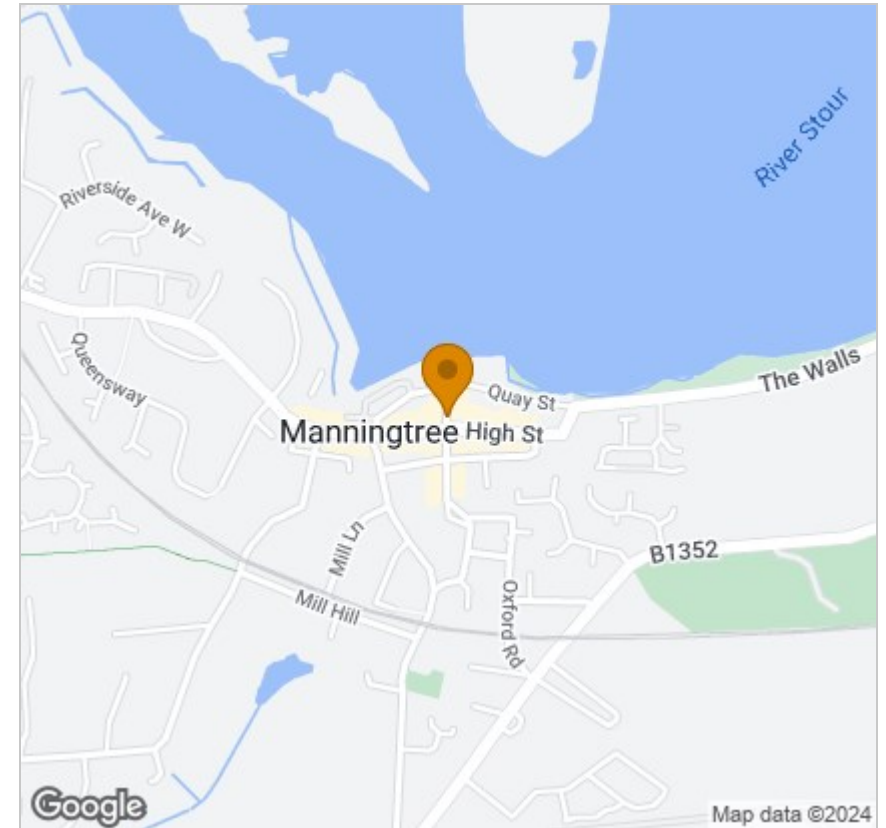 River Stour
Riverside Ave W
Queensway
Quay St
The Walls
Manningtree
High St
Mill Ln
B1352
Mill Hill
Oxford Rd
Google
Map data ©2024